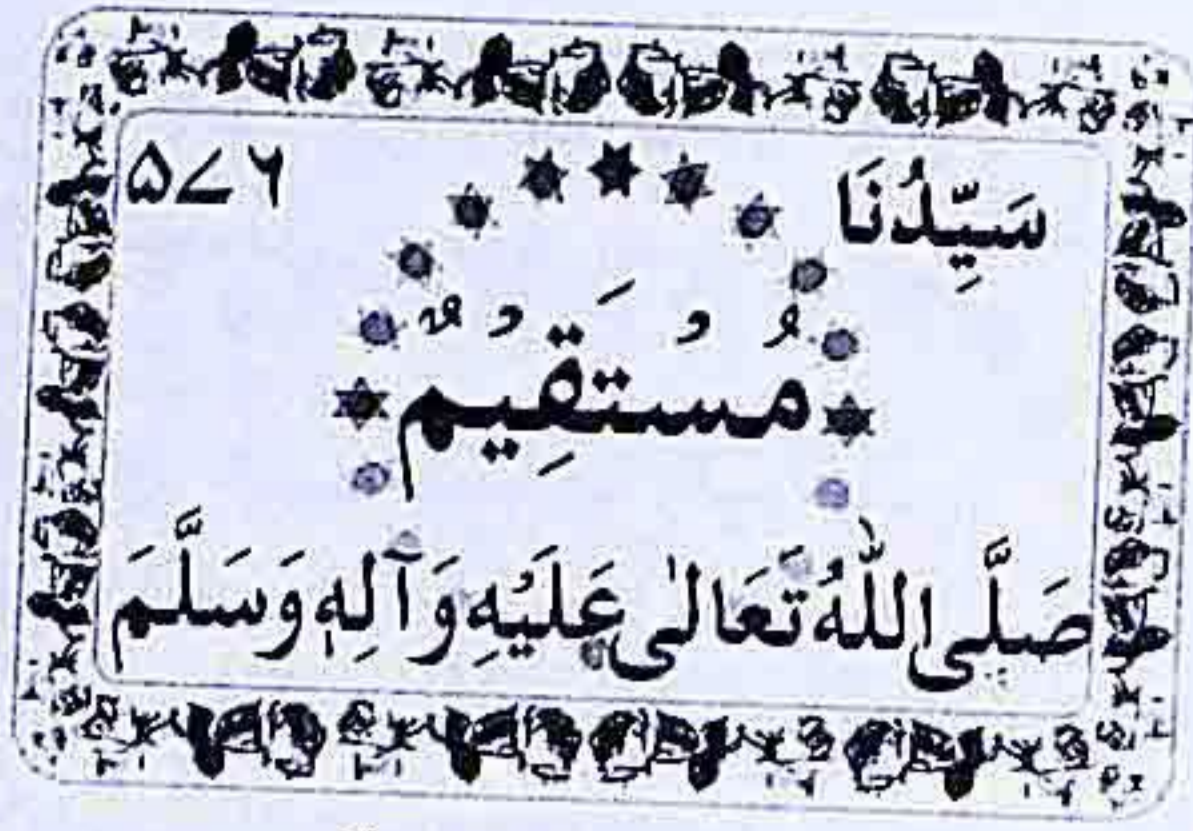 سَيِّدُنَا ۵۷۶
مُسْتَقِيْمٌ
صَلَّى اللّٰهُ تَعَالٰى عَلَيْهِ وَآلِهٖ وَسَلَّمَ